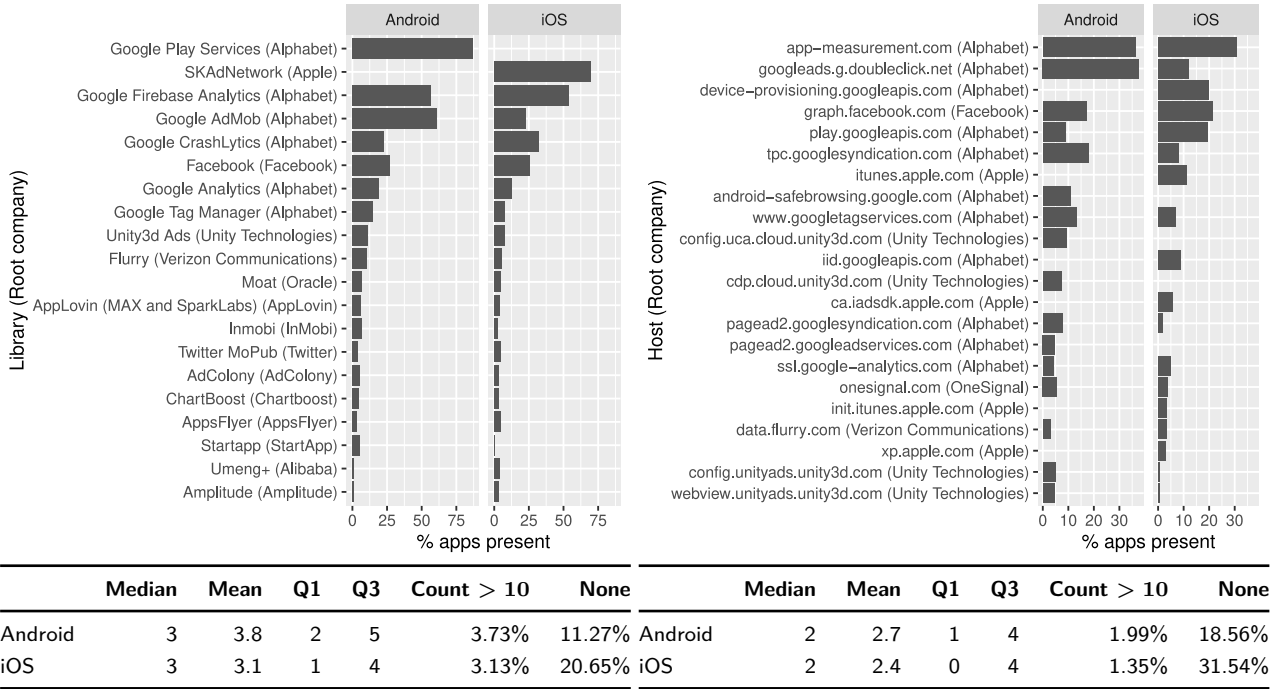 Android iOS
Google Play Services (Alphabet)
SKAdNetwork (Apple)
Google Firebase Analytics (Alphabet)
Google AdMob (Alphabet)
Google CrashLytics (Alphabet)
Facebook (Facebook)
Google Analytics (Alphabet)
Google Tag Manager (Alphabet)
Unity3d Ads (Unity Technologies)
Flurry (Verizon Communications)
Moat (Oracle)
AppLovin (MAX and SparkLabs) (AppLovin)
Inmobi (InMobi)
Twitter MoPub (Twitter)
AdColony (AdColony)
ChartBoost (Chartboost)
AppsFlyer (AppsFlyer)
Startapp (StartApp)
Umeng+ (Alibaba)
Amplitude (Amplitude)
Library (Root company)
0 25 50 75 0 25 50 75
% apps present
Android iOS
app-measurement.com (Alphabet)
googleads.g.doubleclick.net (Alphabet)
device-provisioning.googleapis.com (Alphabet)
graph.facebook.com (Facebook)
play.googleapis.com (Alphabet)
tpc.googlesyndication.com (Alphabet)
itunes.apple.com (Apple)
android-safebrowsing.google.com (Alphabet)
www.googletagservices.com (Alphabet)
config.uca.cloud.unity3d.com (Unity Technologies)
iid.googleapis.com (Alphabet)
cdp.cloud.unity3d.com (Unity Technologies)
ca.iadsdk.apple.com (Apple)
pagead2.googlesyndication.com (Alphabet)
pagead2.googleadservices.com (Alphabet)
ssl.google-analytics.com (Alphabet)
onesignal.com (OneSignal)
init.itunes.apple.com (Apple)
data.flurry.com (Verizon Communications)
xp.apple.com (Apple)
config.unityads.unity3d.com (Unity Technologies)
webview.unityads.unity3d.com (Unity Technologies)
Host (Root company)
0 10 20 30 0 10 20 30
% apps present
Median Mean Q1 Q3 Count > 10 None
Android 3 3.8 2 5 3.73% 11.27%
iOS 3 3.1 1 4 3.13% 20.65%
Median Mean Q1 Q3 Count > 10 None
Android 2 2.7 1 4 1.99% 18.56%
iOS 2 2.4 0 4 1.35% 31.54%